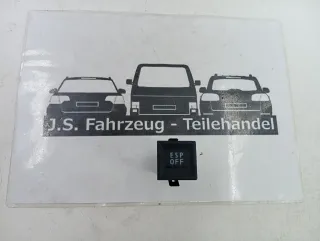 J.S. Fahrzeug - Teilehandel
ESP
OFF